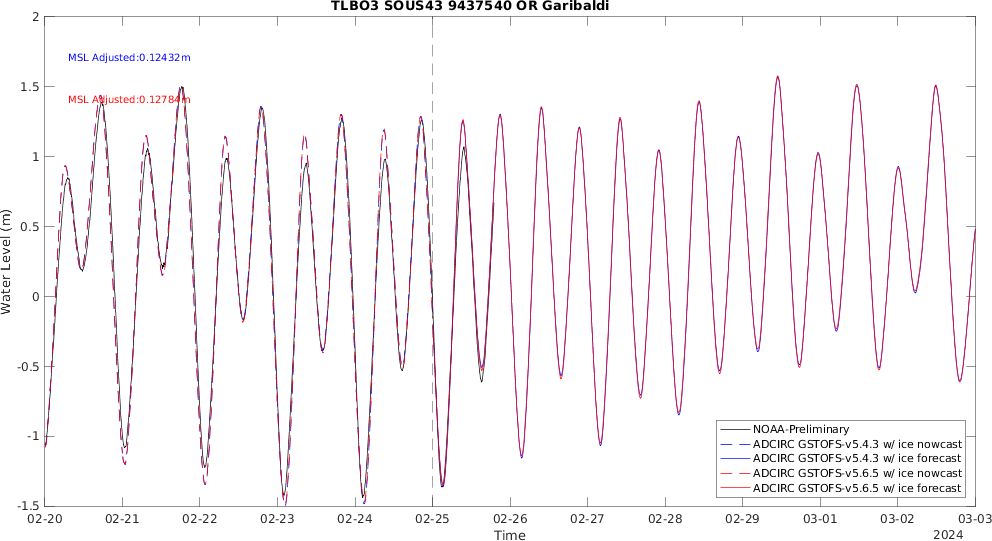 TLBO3 SOUS43 9437540 OR Garibaldi
2
1.5
1
0.5
0
-0.5
-1
-1.5
Water Level (m)
MSL Adjusted:0.12432m
MSL Adjusted:0.12784m
NOAA-Preliminary
ADCIRC GSTOFS-v5.4.3 w/ ice nowcast
ADCIRC GSTOFS-v5.4.3 w/ ice forecast
ADCIRC GSTOFS-v5.6.5 w/ ice nowcast
ADCIRC GSTOFS-v5.6.5 w/ ice forecast
02-20 02-21 02-22 02-23 02-24 02-25 02-26 02-27 02-28 02-29 03-01 03-02 03-03
Time
2024